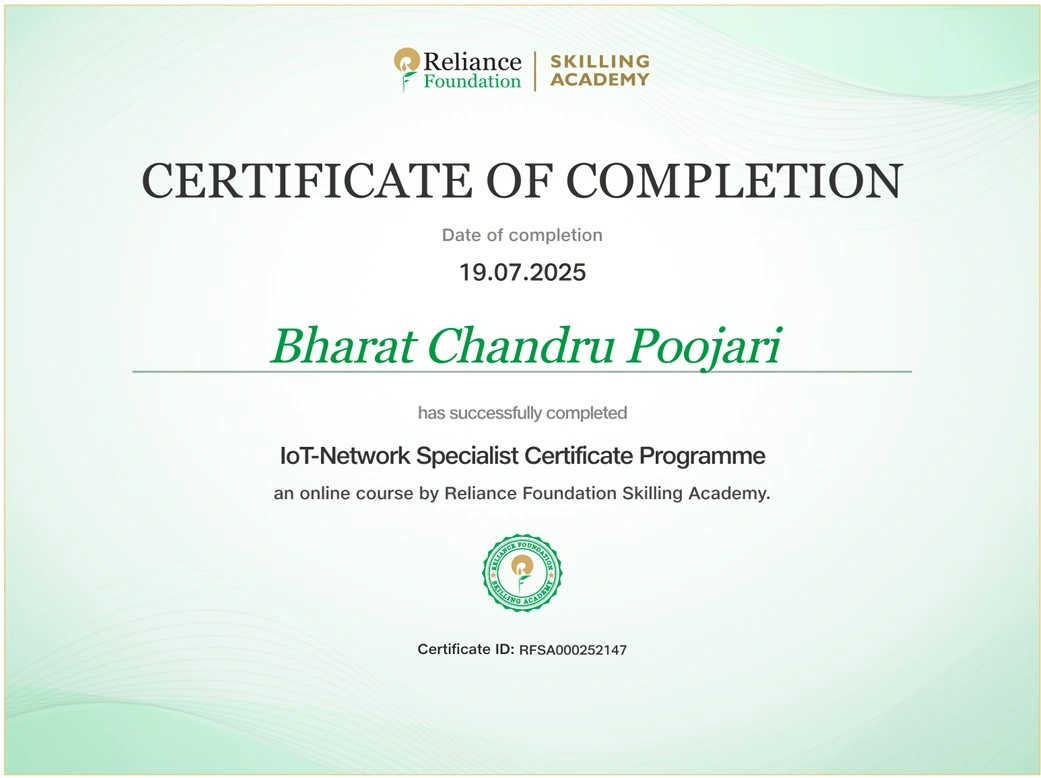 Reliance Foundation | SKILLING ACADEMY
CERTIFICATE OF COMPLETION
Date of completion
19.07.2025
Bharat Chandru Poojari
has successfully completed
IoT-Network Specialist Certificate Programme
an online course by Reliance Foundation Skilling Academy.
RELIANCE FOUNDATION
SKILLING ACADEMY
Certificate ID: RFSA000252147